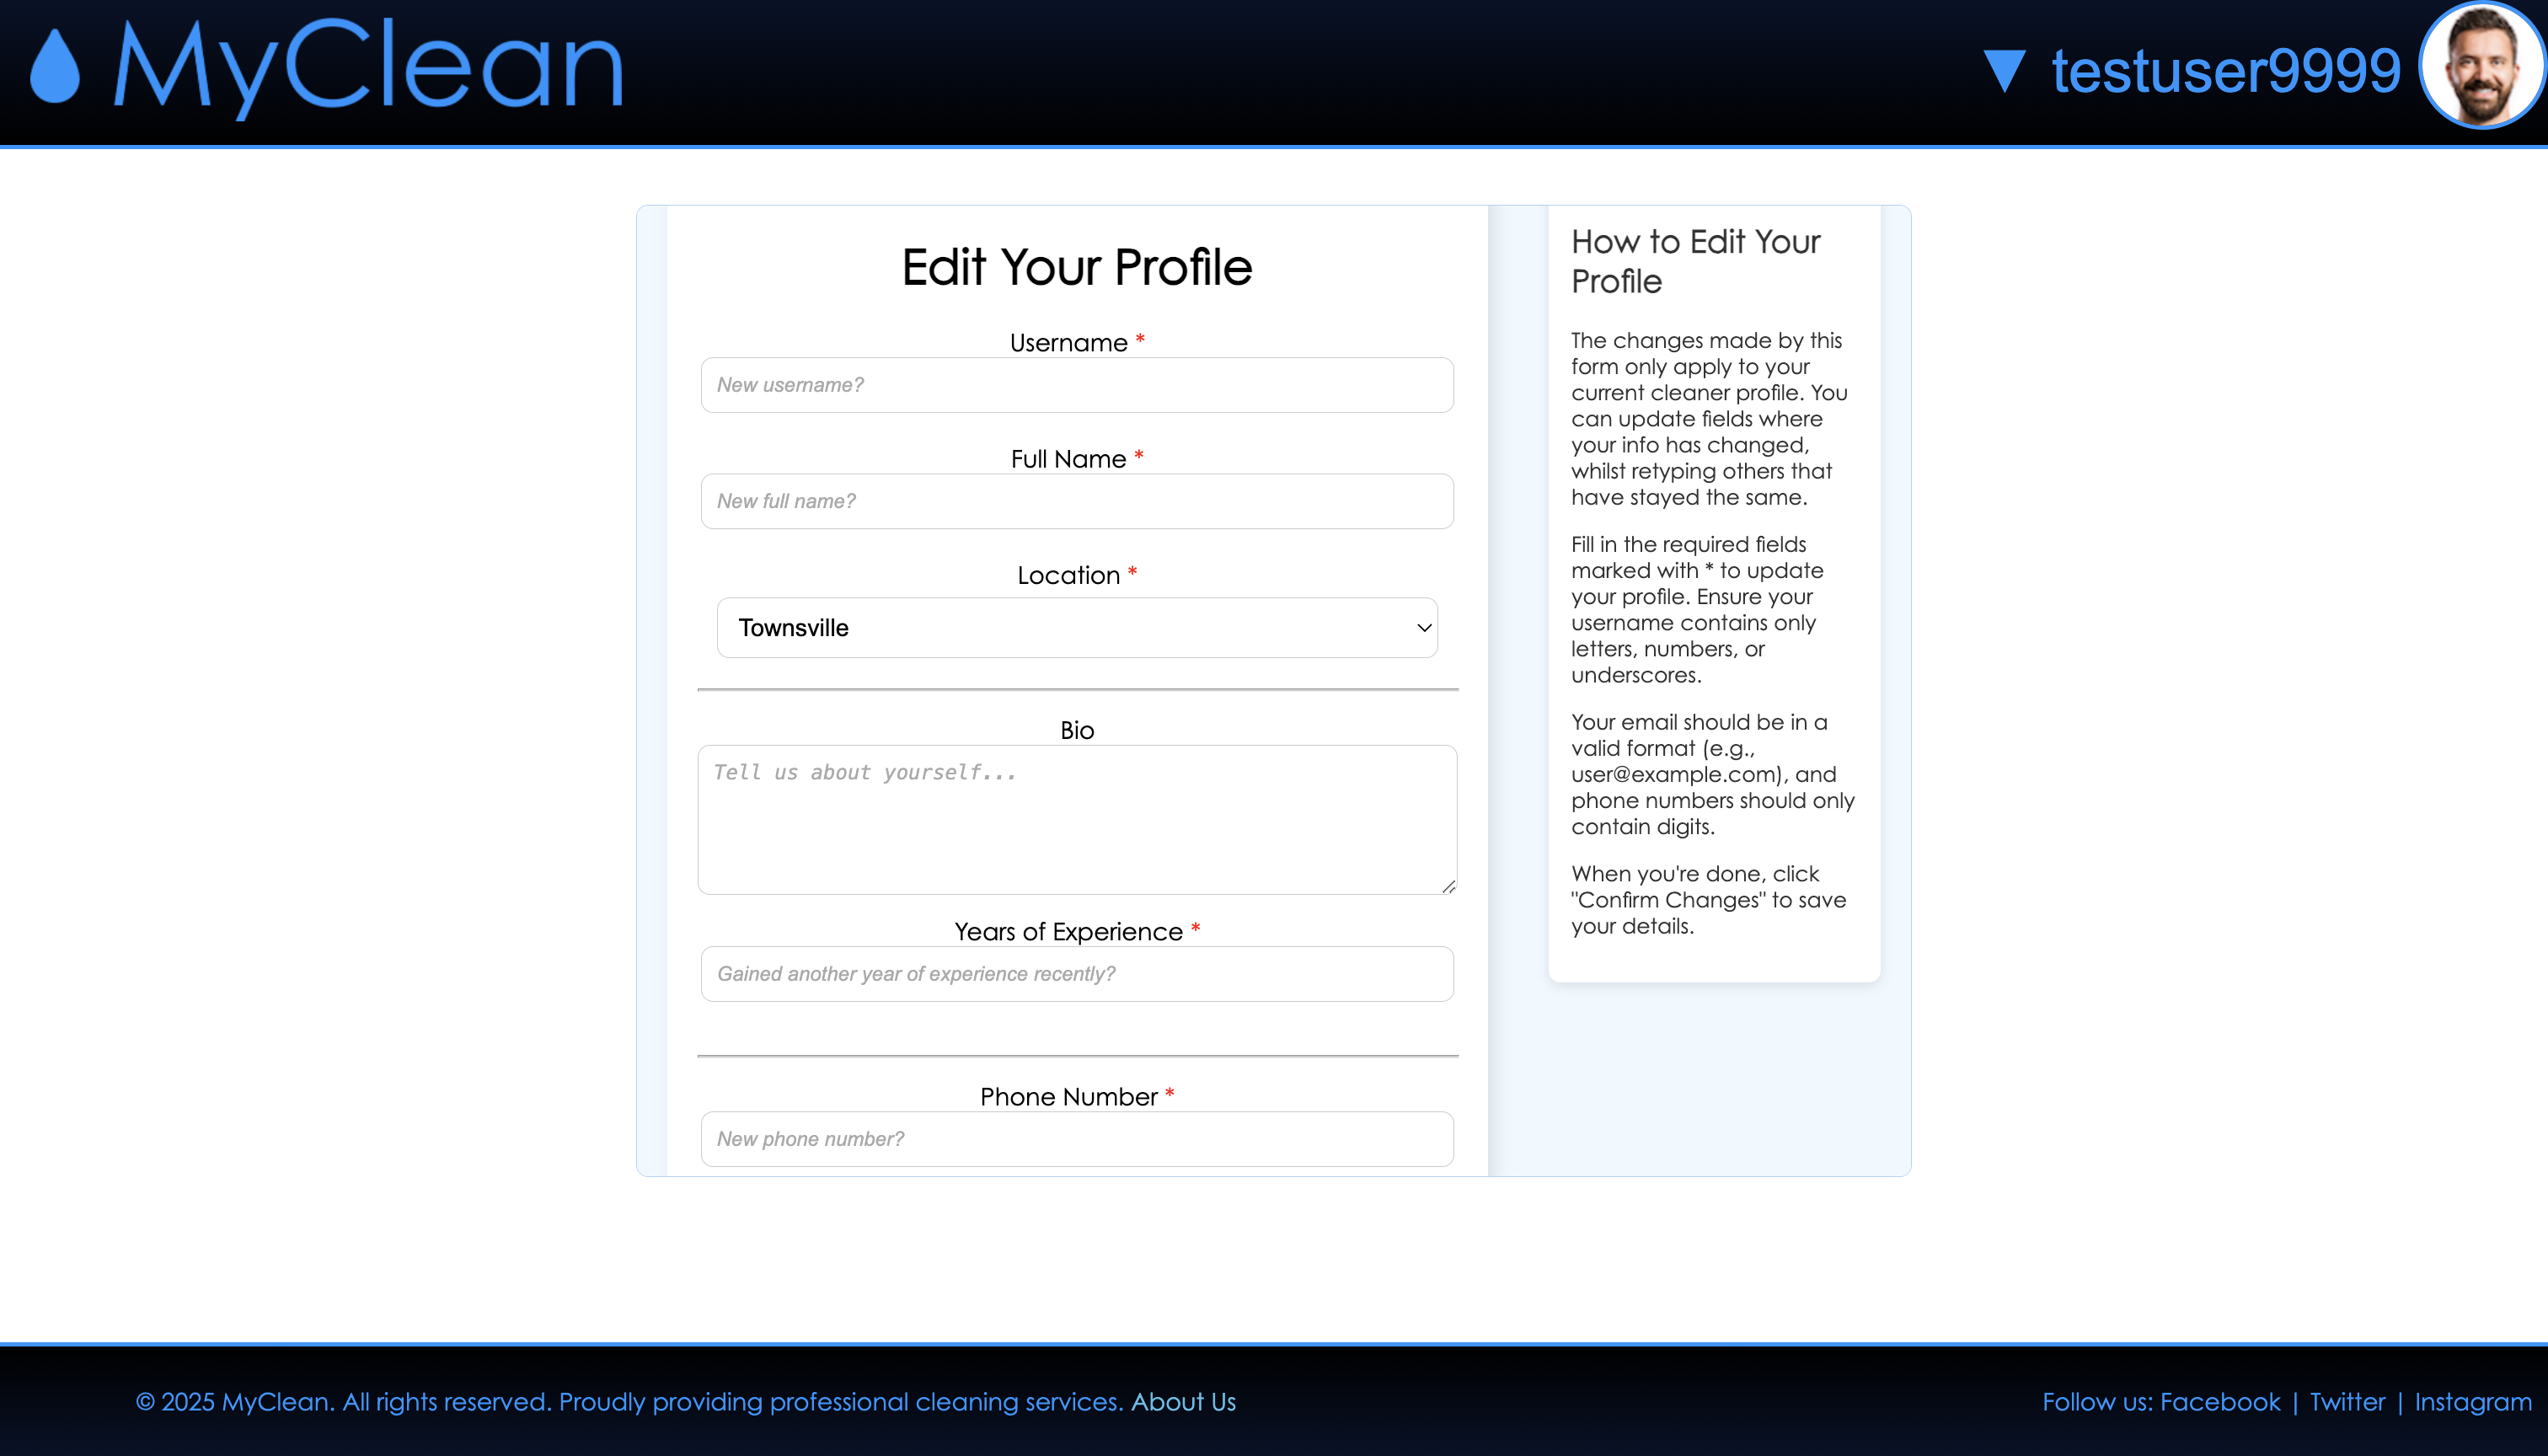 MyClean
▼ testuser9999
Edit Your Profile
Username *
New username?
Full Name *
New full name?
Location *
Townsville
Bio
Tell us about yourself...
Years of Experience *
Gained another year of experience recently?
Phone Number *
New phone number?
How to Edit Your
Profile
The changes made by this
form only apply to your
current cleaner profile. You
can update fields where
your info has changed,
whilst retyping others that
have stayed the same.
Fill in the required fields
marked with * to update
your profile. Ensure your
username contains only
letters, numbers, or
underscores.
Your email should be in a
valid format (e.g.,
user@example.com), and
phone numbers should only
contain digits.
When you're done, click
"Confirm Changes" to save
your details.
© 2025 MyClean. All rights reserved. Proudly providing professional cleaning services. About Us
Follow us: Facebook | Twitter | Instagram